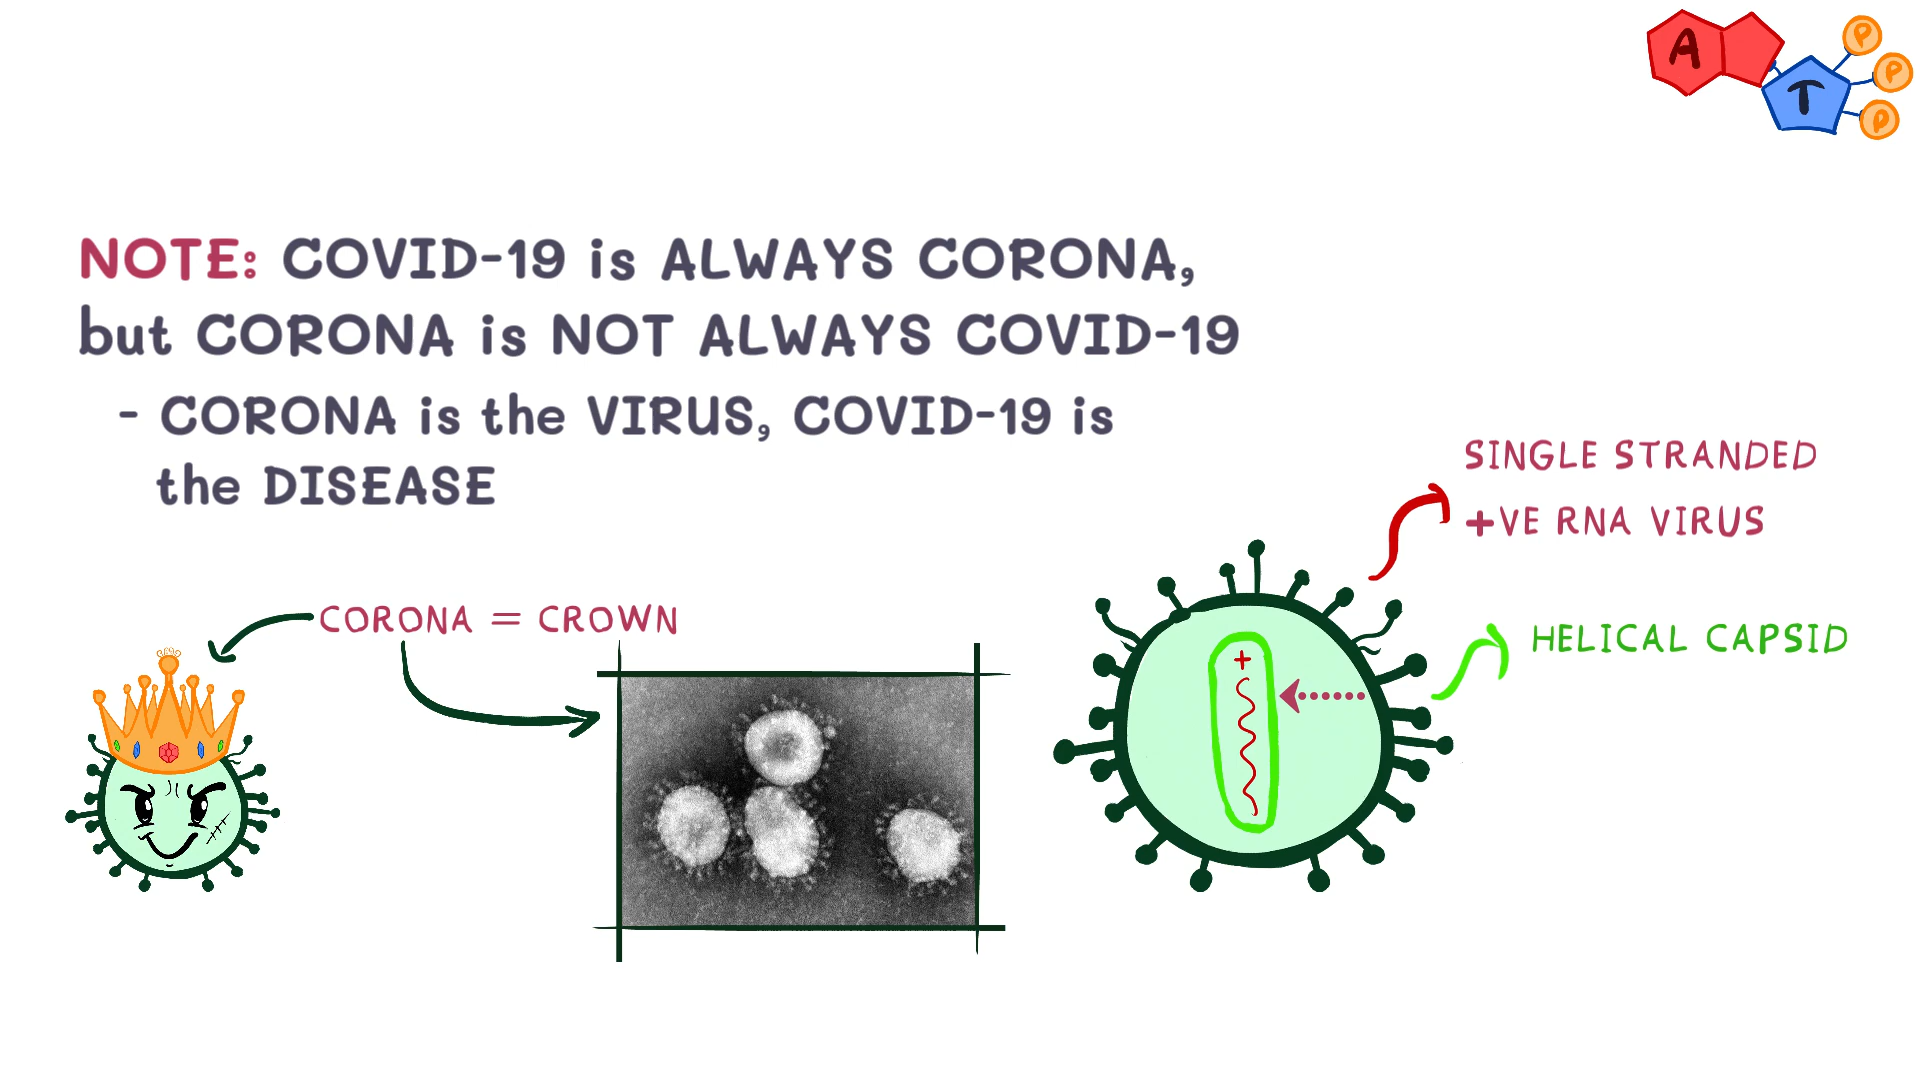 A
T
P
P
P
NOTE: COVID-19 is ALWAYS CORONA,
but CORONA is NOT ALWAYS COVID-19
- CORONA is the VIRUS, COVID-19 is
the DISEASE
SINGLE STRANDED
+VE RNA VIRUS
HELICAL CAPSID
CORONA = CROWN
+